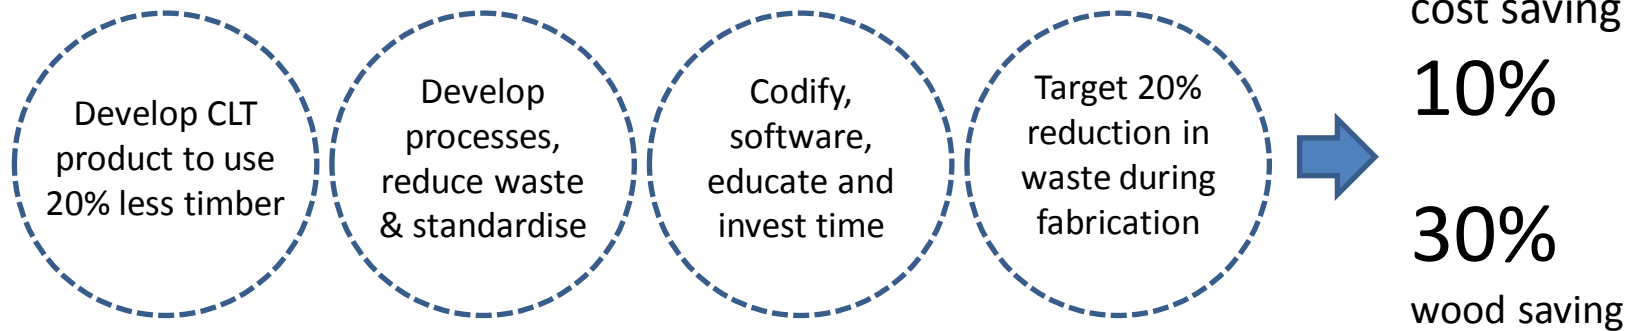 Develop CLT
product to use
20% less timber
Develop
processes,
reduce waste
& standardise
Codify,
software,
educate and
invest time
Target 20%
reduction in
waste during
fabrication
cost saving
10%
30%
wood saving